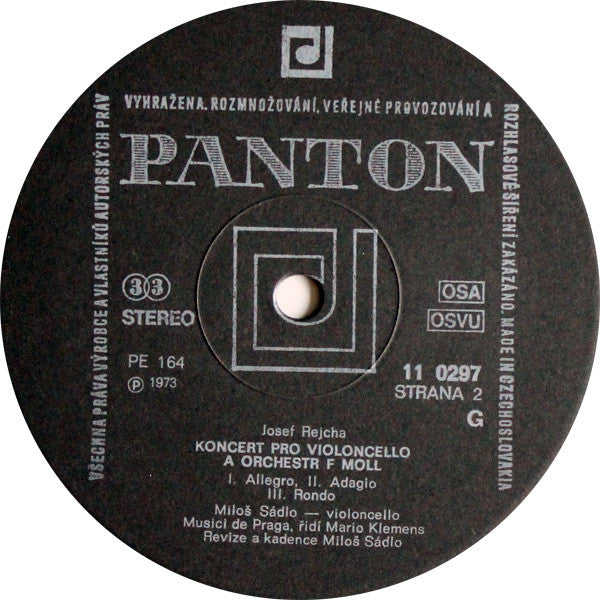 VYHRAŽENA. ROZMNOŽOVÁNÍ, VEŘEJNÉ PROVOZOVÁNÍ A
ROZHLASOVÉ ŠÍŘENÍ ZAKÁZÁNO. MADE IN CZECHOSLOVAKIA
VŠECHNA PRÁVA VÝROBCE A VLASTNÍKŮ AUTORSKÝCH PRÁV
PANTON
33
STEREO
OSA
OSVU
PE 164
Ⓟ 1973
11 0297
STRANA 2
G
Josef Rejcha
KONCERT PRO VIOLONCELLO
A ORCHESTR F MOLL
I. Allegro, II. Adagio
III. Rondo
Miloš Sádlo — violoncello
Musici de Praga, řídí Mario Klemens
Revize a kadence Miloš Sádlo